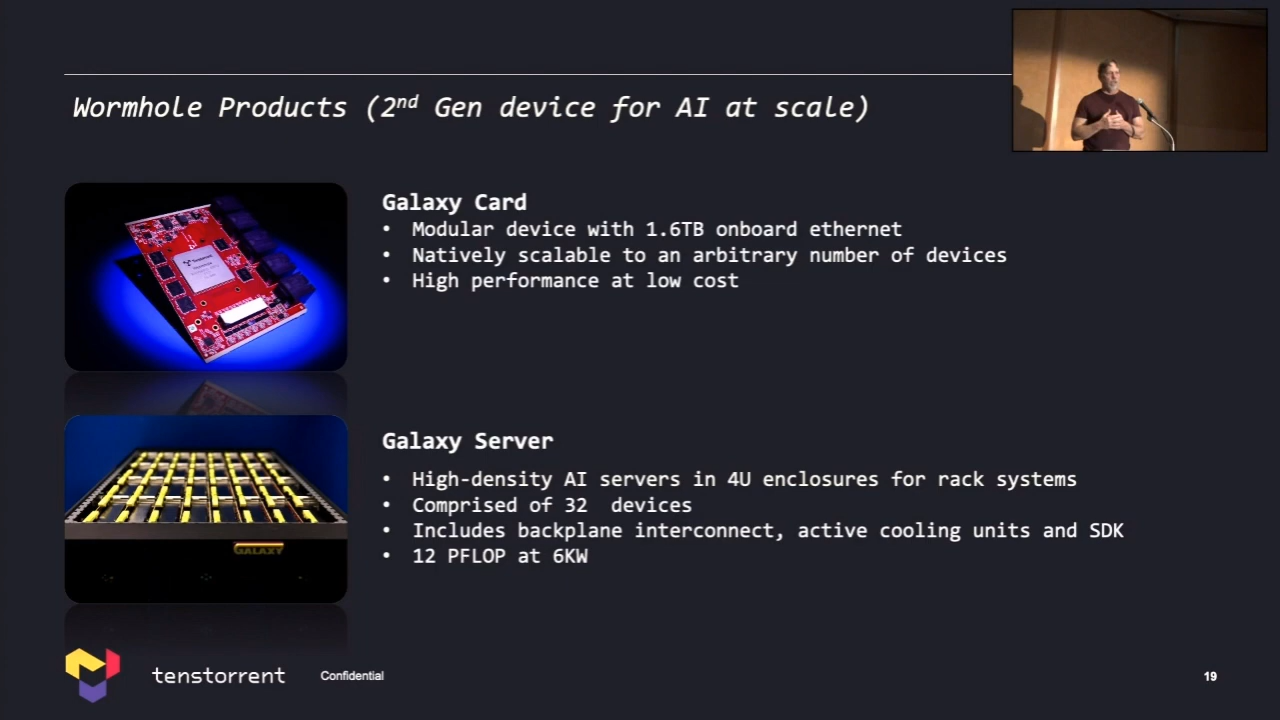 Wormhole Products (2nd Gen device for AI at scale)
Galaxy Card
• Modular device with 1.6TB onboard ethernet
• Natively scalable to an arbitrary number of devices
• High performance at low cost
Galaxy Server
• High-density AI servers in 4U enclosures for rack systems
• Comprised of 32 devices
• Includes backplane interconnect, active cooling units and SDK
• 12 PFLOP at 6KW
GALAXY
tenstorrent
Confidential
19